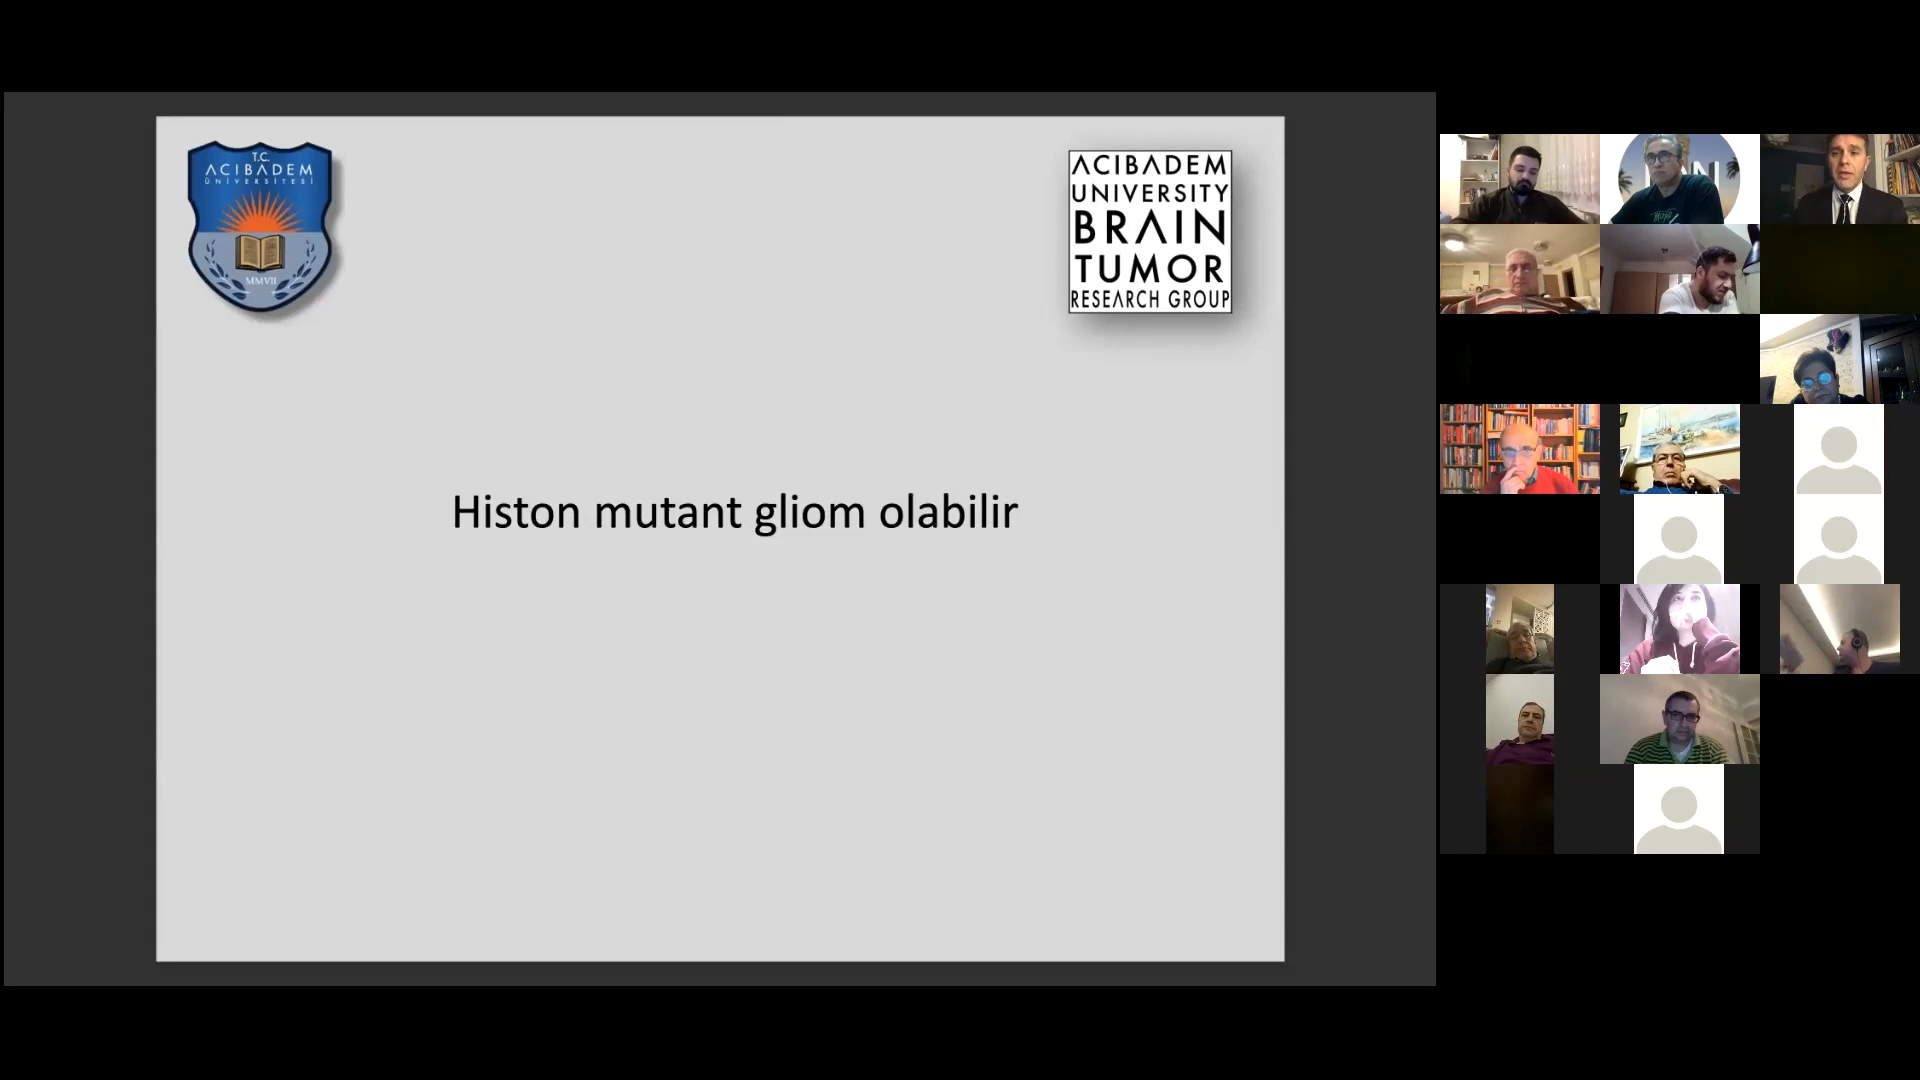 T.C.
ACIBADEM
ÜNİVERSİTESİ
MMVII
ACIBADEM
UNIVERSITY
BRAIN
TUMOR
RESEARCH GROUP
Histon mutant gliom olabilir